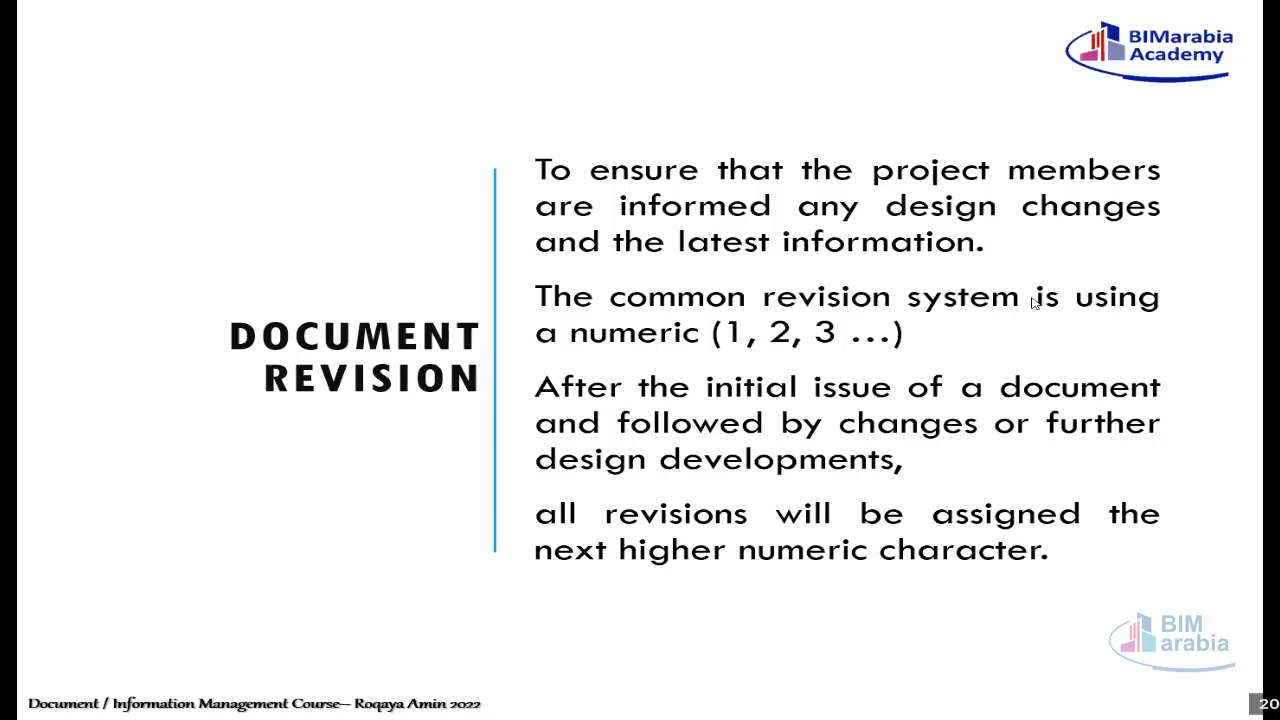 BIMarabia
Academy
To ensure that the project members
are informed any design changes
and the latest information.
The common revision system is using
a numeric (1, 2, 3 ...)
DOCUMENT
REVISION
After the initial issue of a document
and followed by changes or further
design developments,
all revisions will be assigned the
next higher numeric character.
BIM
arabia
Document / Information Management Course-- Roqaya Amin 2022
20